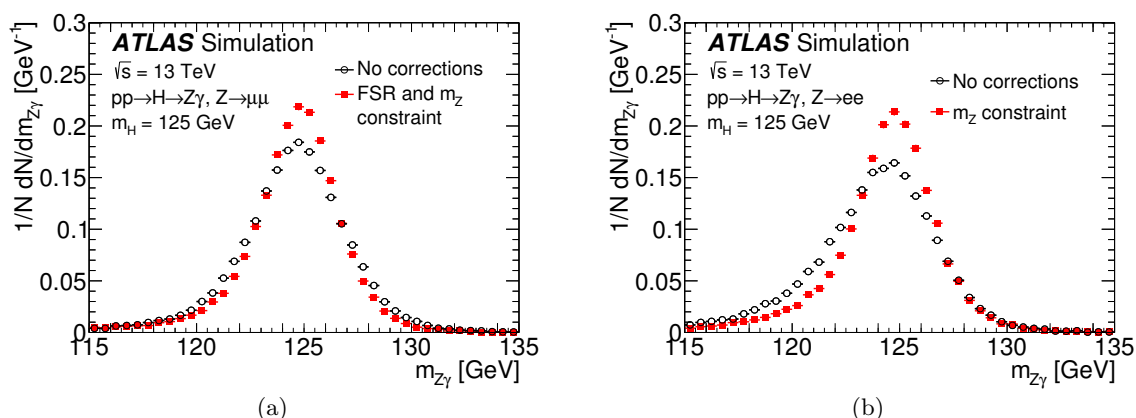 1/N dN/dm_Zγ [GeV⁻¹]
0.3
0.25
0.2
0.15
0.1
0.05
0
ATLAS Simulation
√s = 13 TeV
pp→H→Zγ, Z→μμ
m_H = 125 GeV
No corrections
FSR and m_Z
constraint
115 120 125 130 135
m_Zγ [GeV]
(a)
1/N dN/dm_Zγ [GeV⁻¹]
0.3
0.25
0.2
0.15
0.1
0.05
0
ATLAS Simulation
√s = 13 TeV
pp→H→Zγ, Z→ee
m_H = 125 GeV
No corrections
m_Z constraint
115 120 125 130 135
m_Zγ [GeV]
(b)